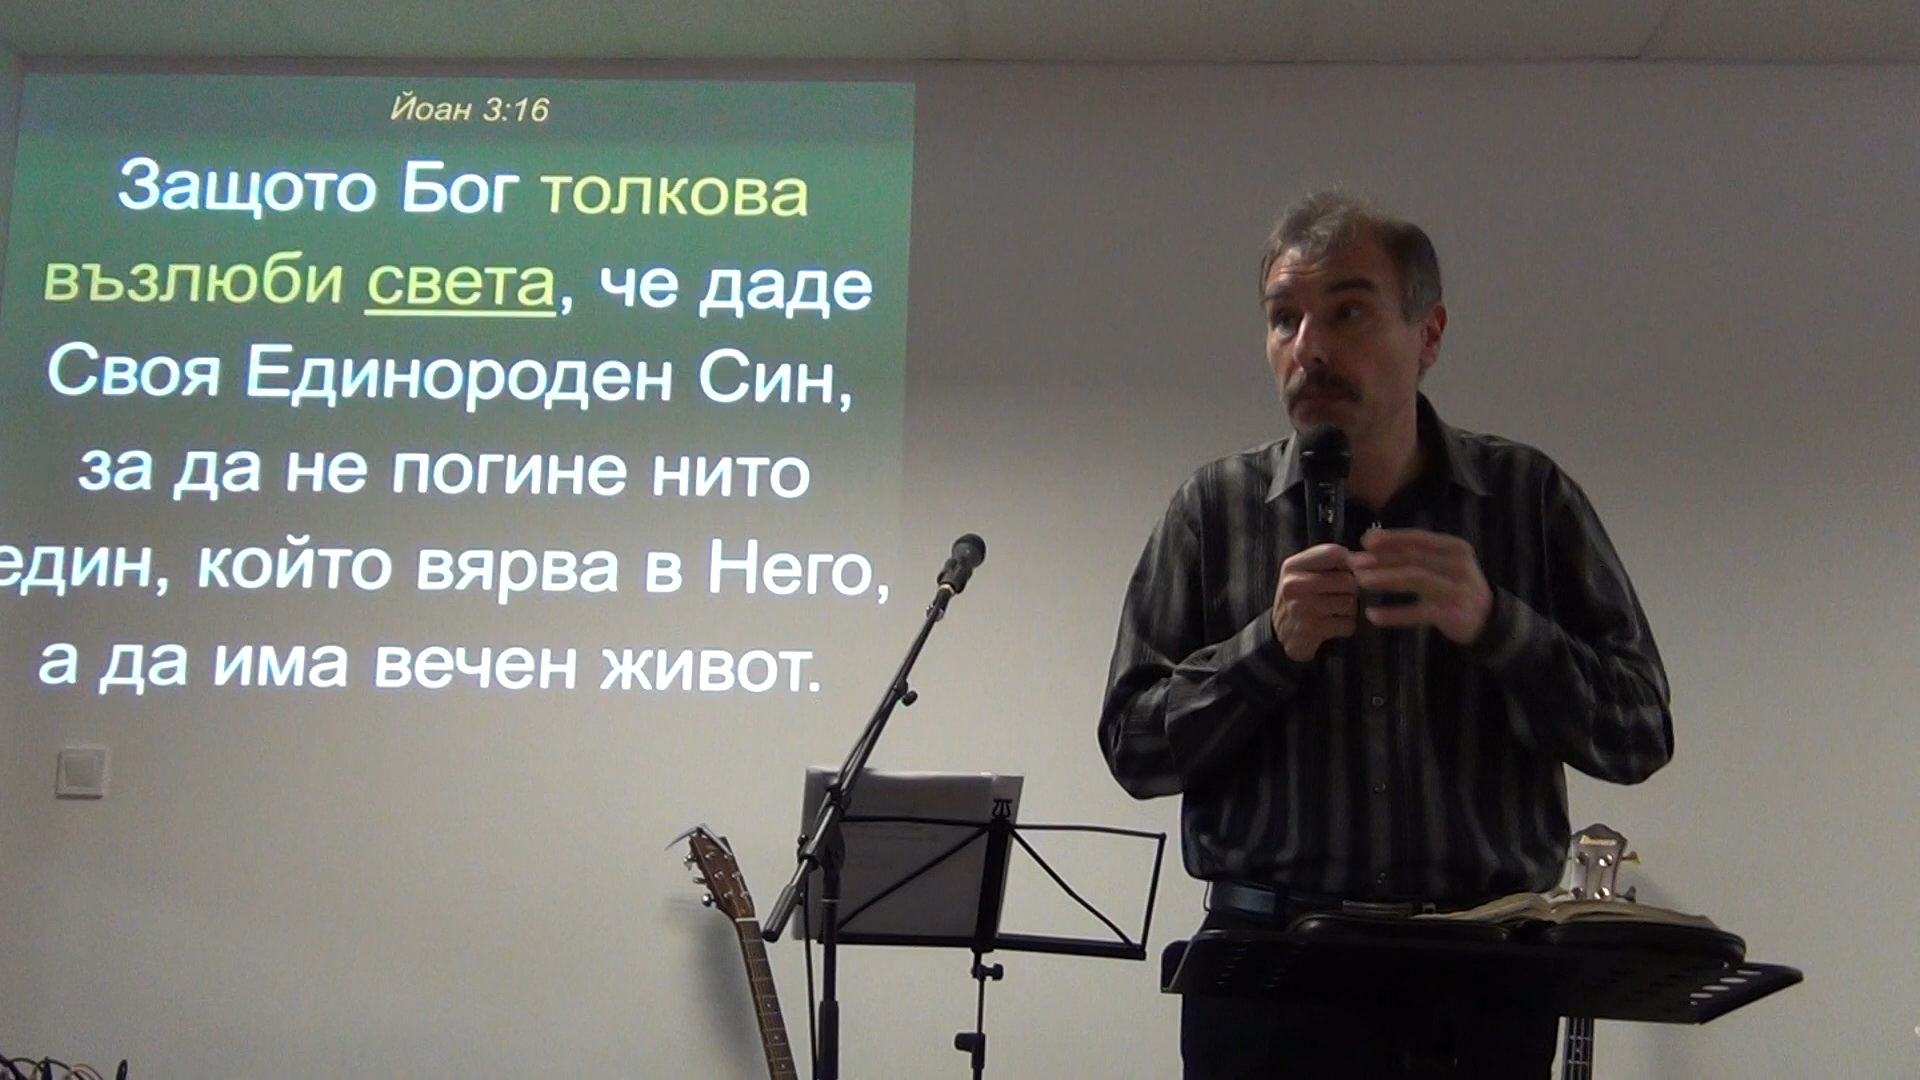 Йоан 3:16
Защото Бог толкова
възлюби света, че даде
Своя Единороден Син,
за да не погине нито
един, който вярва в Него,
а да има вечен живот.